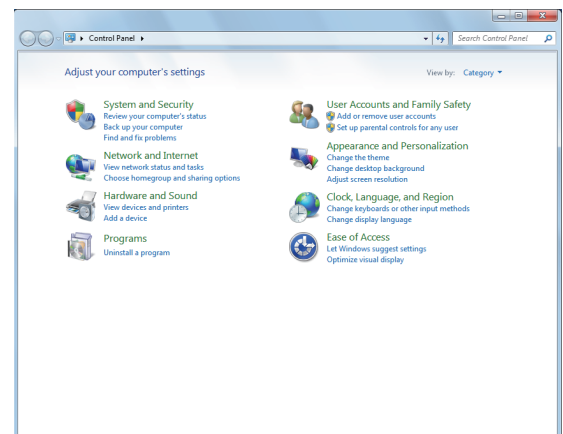 Control Panel
Search Control Panel
Adjust your computer's settings
View by: Category
System and Security
Review your computer's status
Back up your computer
Find and fix problems
Network and Internet
View network status and tasks
Choose homegroup and sharing options
Hardware and Sound
View devices and printers
Add a device
Programs
Uninstall a program
User Accounts and Family Safety
Add or remove user accounts
Set up parental controls for any user
Appearance and Personalization
Change the theme
Change desktop background
Adjust screen resolution
Clock, Language, and Region
Change keyboards or other input methods
Change display language
Ease of Access
Let Windows suggest settings
Optimize visual display